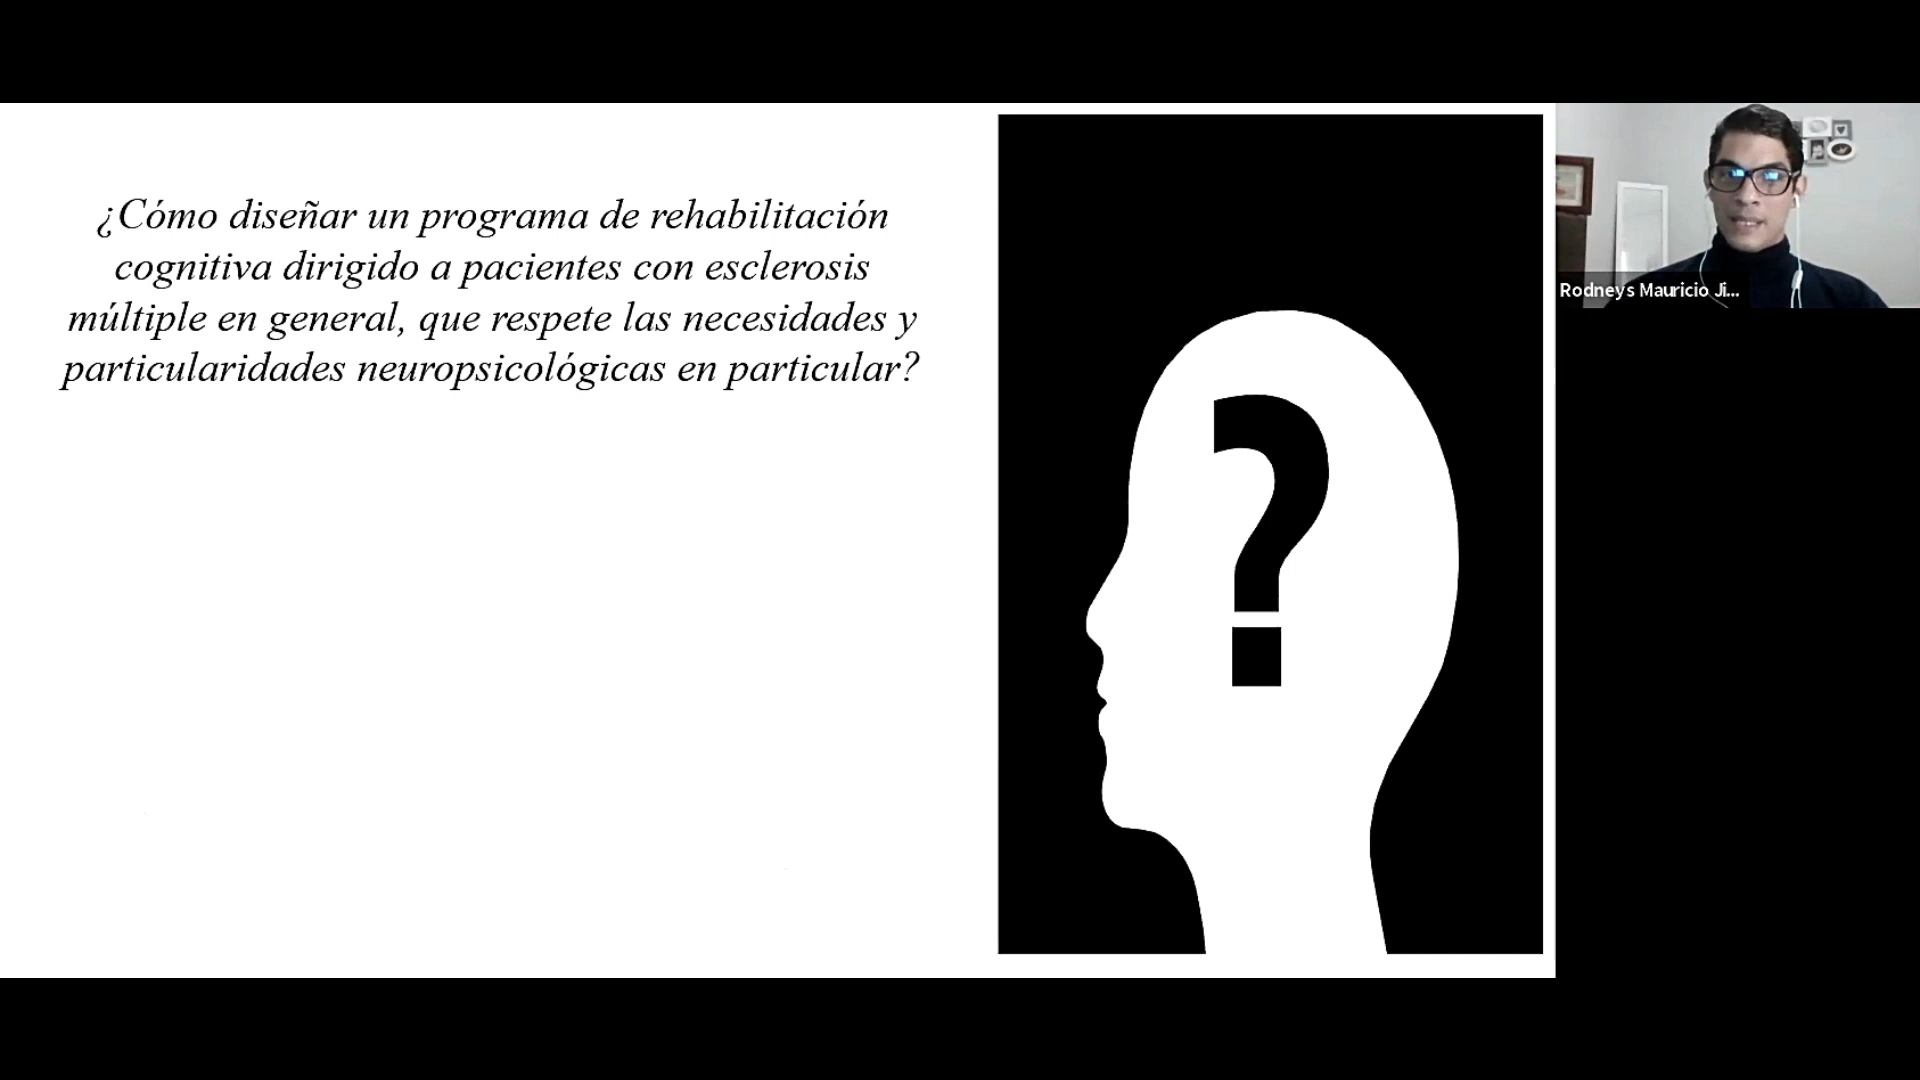 ¿Cómo diseñar un programa de rehabilitación
cognitiva dirigido a pacientes con esclerosis
múltiple en general, que respete las necesidades y
particularidades neuropsicológicas en particular?
?
Rodneys Mauricio Ji...